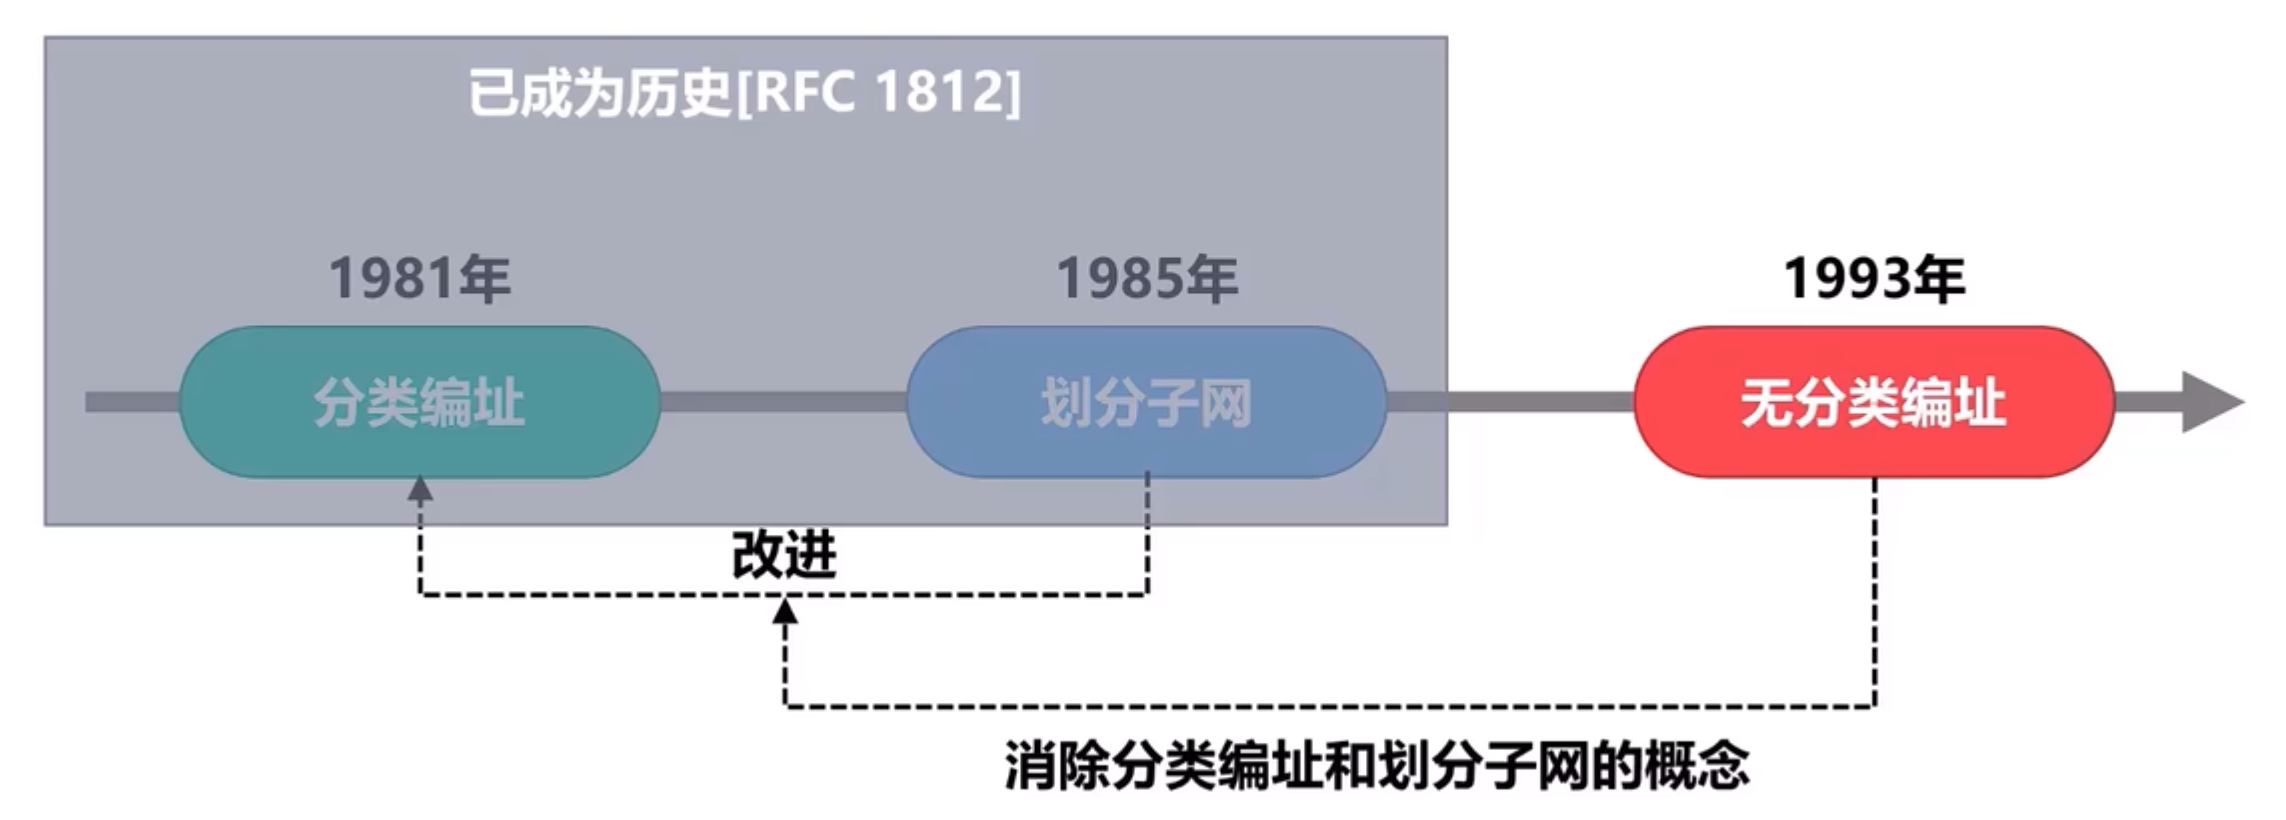 已成为历史[RFC 1812]
1981年
1985年
1993年
分类编址
划分子网
无分类编址
改进
消除分类编址和划分子网的概念